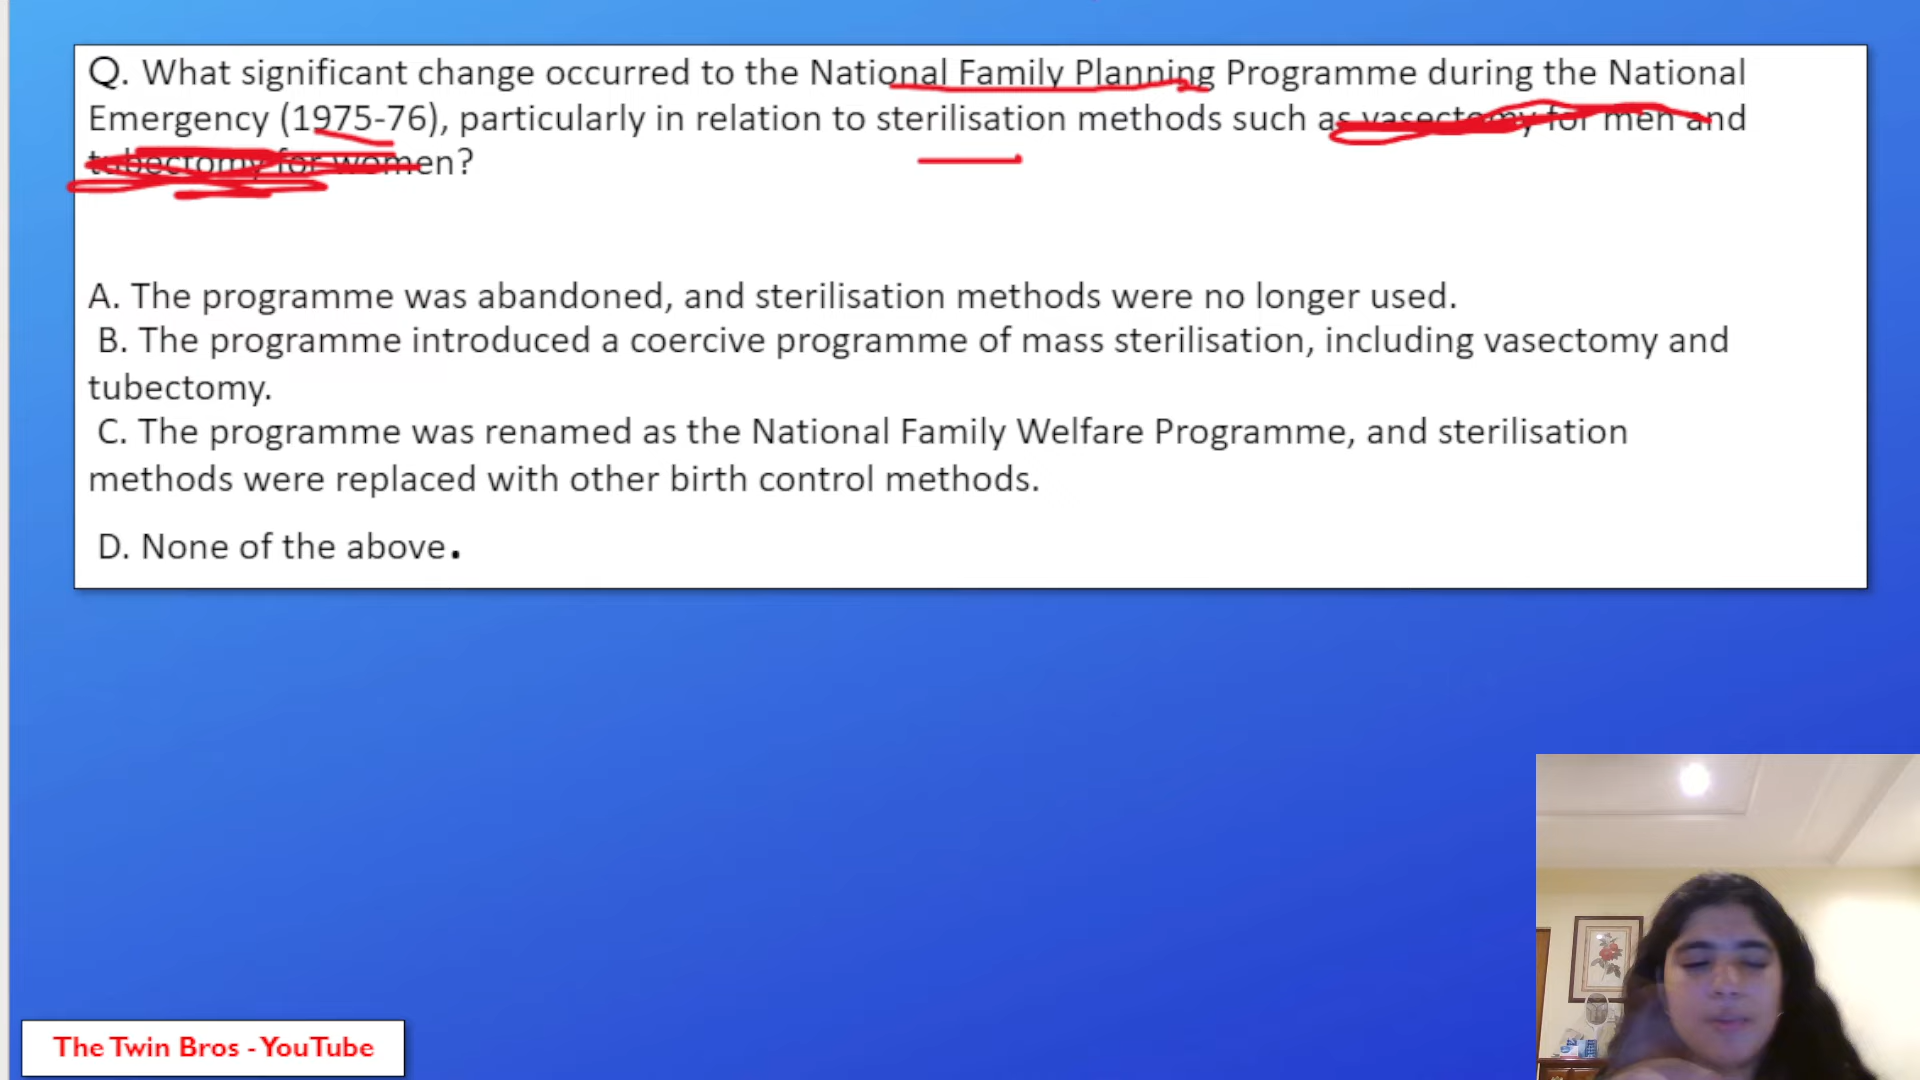 Q. What significant change occurred to the National Family Planning Programme during the National
Emergency (1975-76), particularly in relation to sterilisation methods such as vasectomy for men and
tubectomy for women?
A. The programme was abandoned, and sterilisation methods were no longer used.
B. The programme introduced a coercive programme of mass sterilisation, including vasectomy and
tubectomy.
C. The programme was renamed as the National Family Welfare Programme, and sterilisation
methods were replaced with other birth control methods.
D. None of the above.
The Twin Bros - YouTube